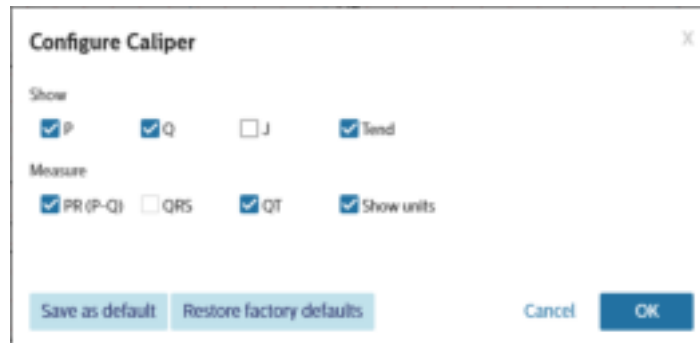 Configure Caliper
X
Show
P Q J Tend
Measure
PR (P-Q) QRS QT Show units
Save as default Restore factory defaults Cancel OK